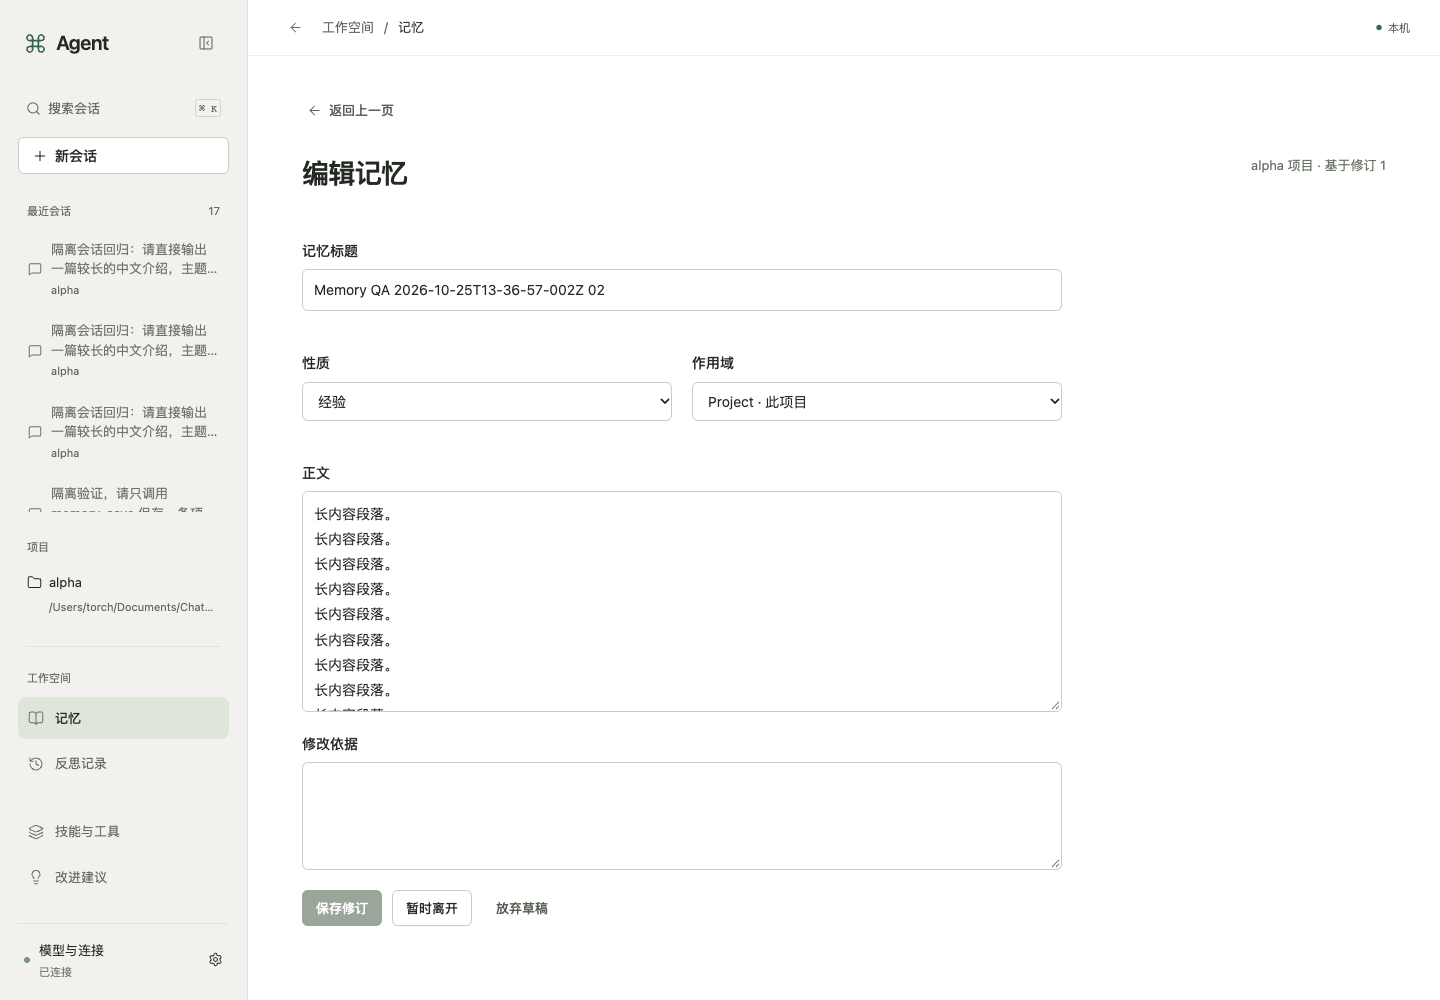 Agent
搜索会话
⌘ K
新会话
最近会话 17
隔离会话回归：请直接输出
一篇较长的中文介绍，主题...
alpha
隔离会话回归：请直接输出
一篇较长的中文介绍，主题...
alpha
隔离会话回归：请直接输出
一篇较长的中文介绍，主题...
alpha
隔离验证，请只调用
项目
alpha
/Users/torch/Documents/Chat...
工作空间
记忆
反思记录
技能与工具
改进建议
模型与连接
已连接
工作空间 / 记忆
本机
返回上一页
编辑记忆
alpha 项目 · 基于修订 1
记忆标题
Memory QA 2026-10-25T13-36-57-002Z 02
性质 作用域
经验 Project · 此项目
正文
长内容段落。
长内容段落。
长内容段落。
长内容段落。
长内容段落。
长内容段落。
长内容段落。
长内容段落。
修改依据
保存修订 暂时离开 放弃草稿